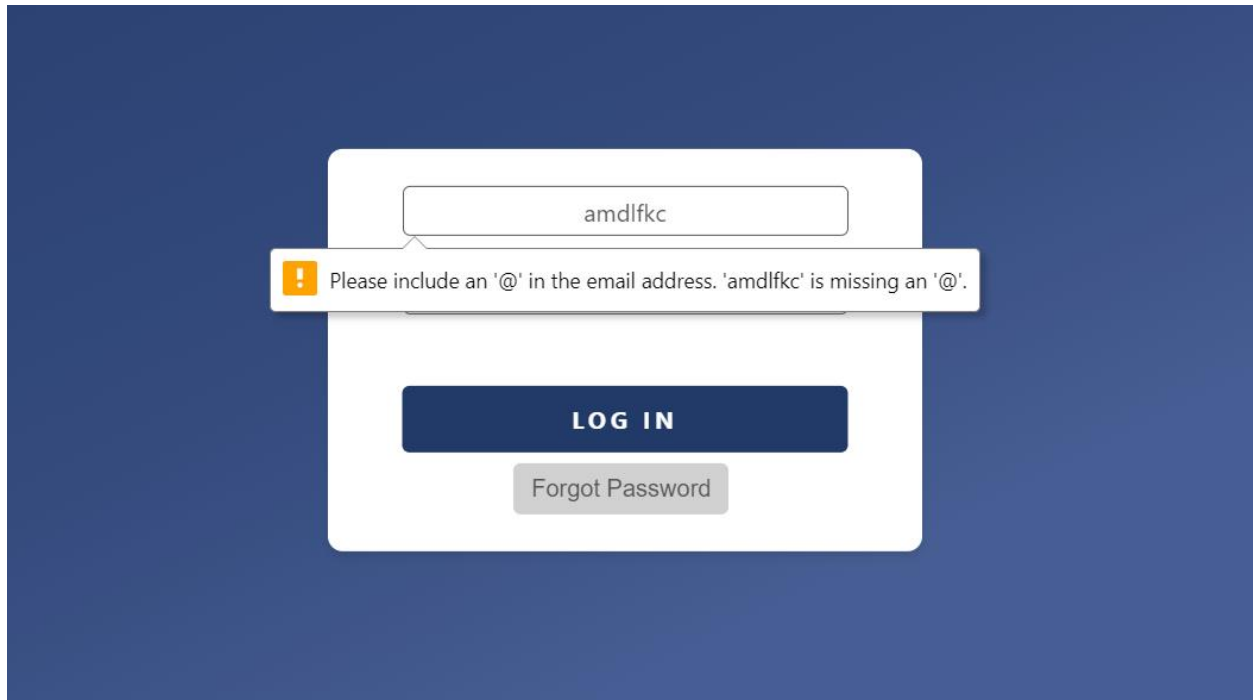 amdlfkc
Please include an '@' in the email address. 'amdlfkc' is missing an '@'.
LOG IN
Forgot Password